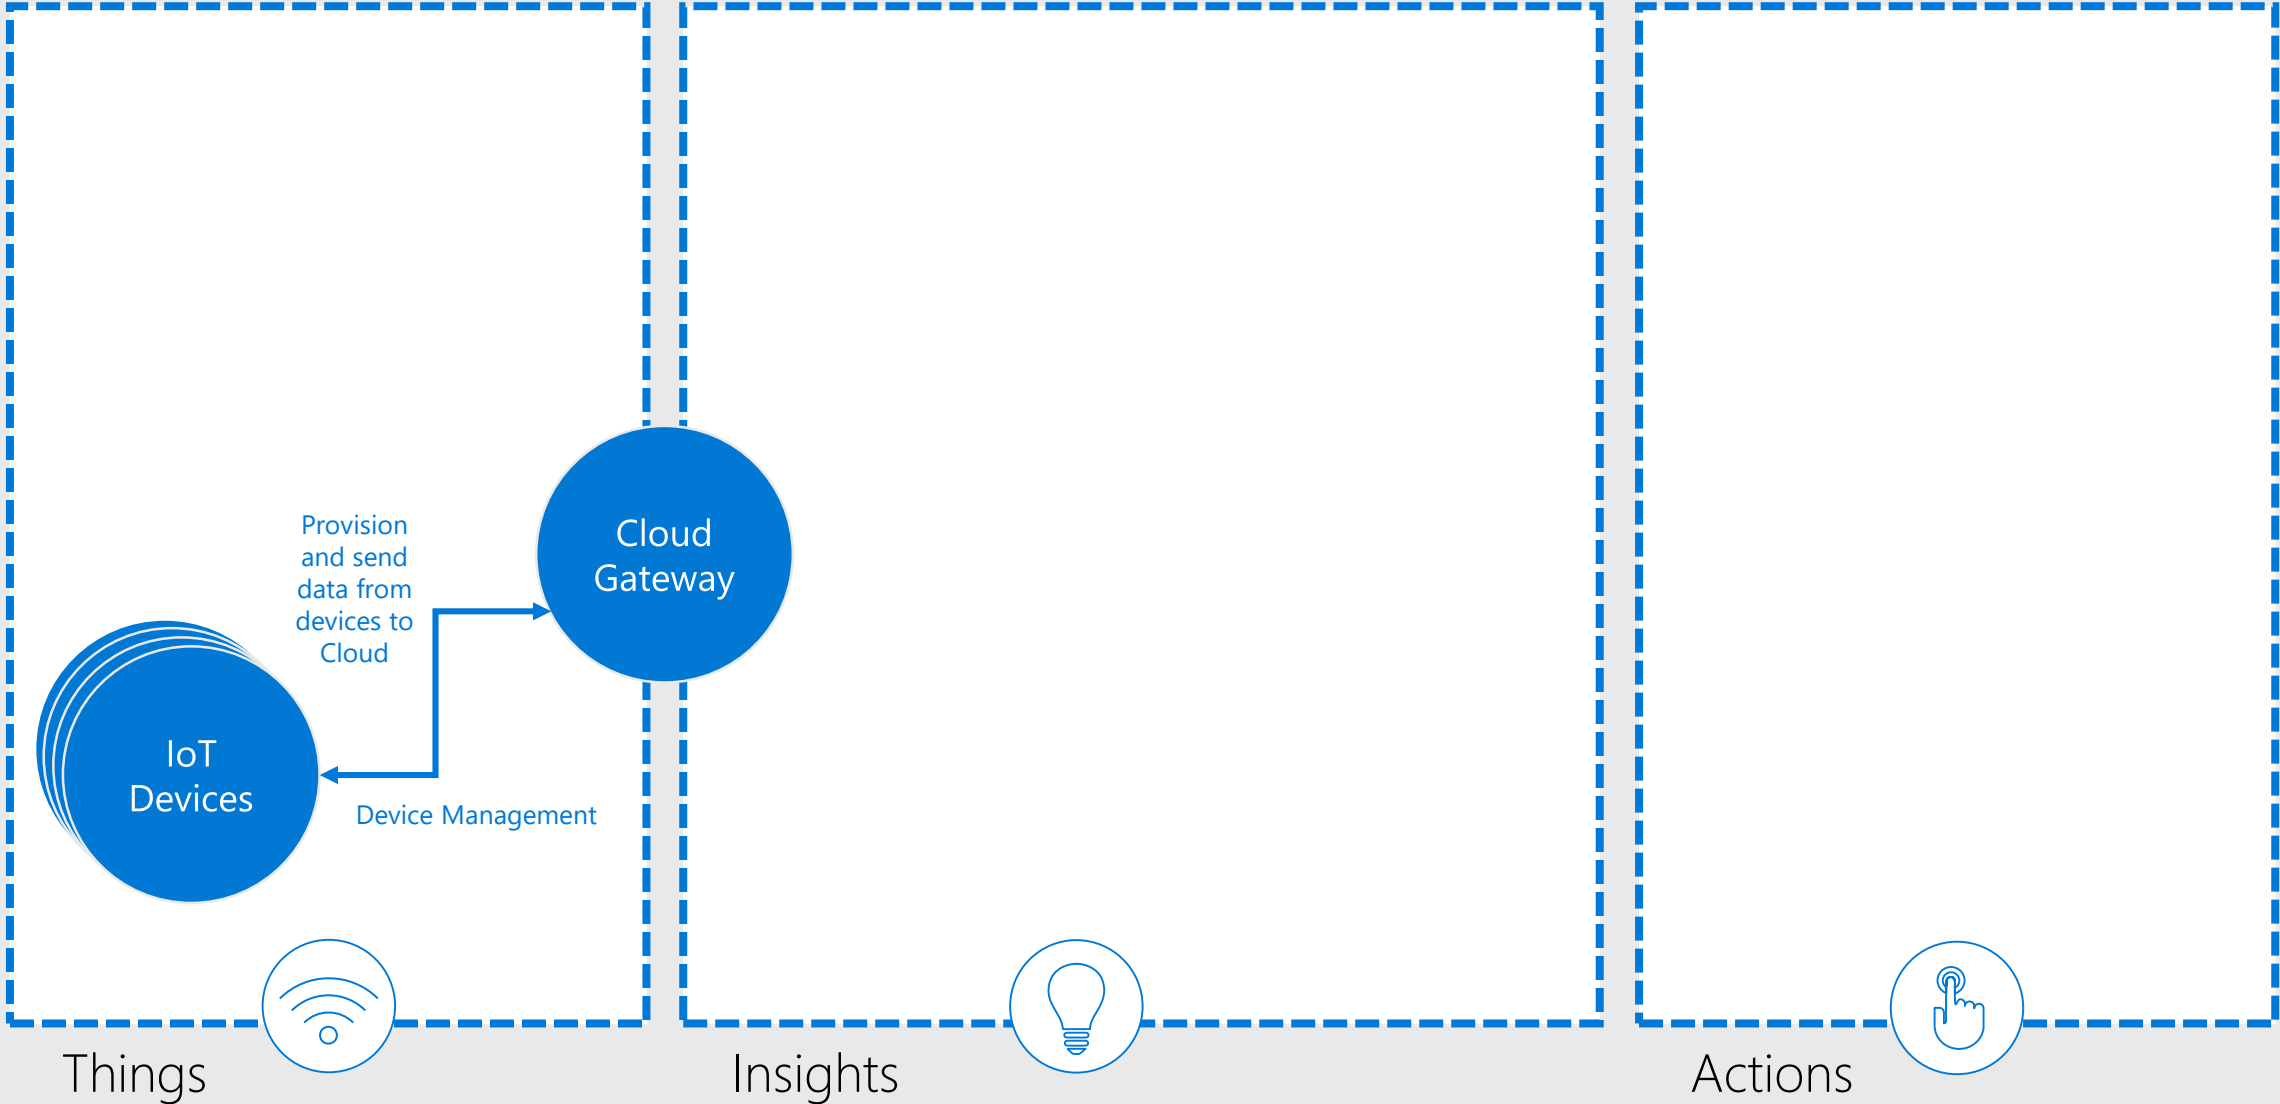 Provision
and send
data from
devices to
Cloud
Cloud
Gateway
IoT
Devices
Device Management
Things
Insights
Actions